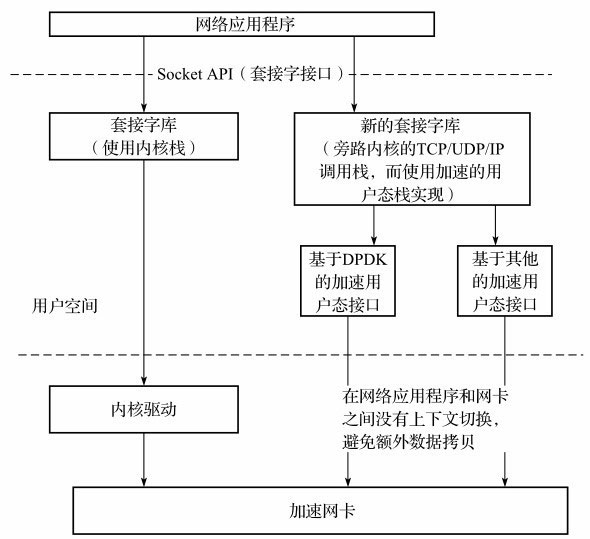 网络应用程序
Socket API（套接字接口）
套接字库
（使用内核栈）
新的套接字库
（旁路内核的TCP/UDP/IP
调用栈，而使用加速的用
户态栈实现）
基于DPDK
的加速用
户态接口
基于其他
的加速用
户态接口
用户空间
内核驱动
在网络应用程序和网卡
之间没有上下文切换，
避免额外数据拷贝
加速网卡